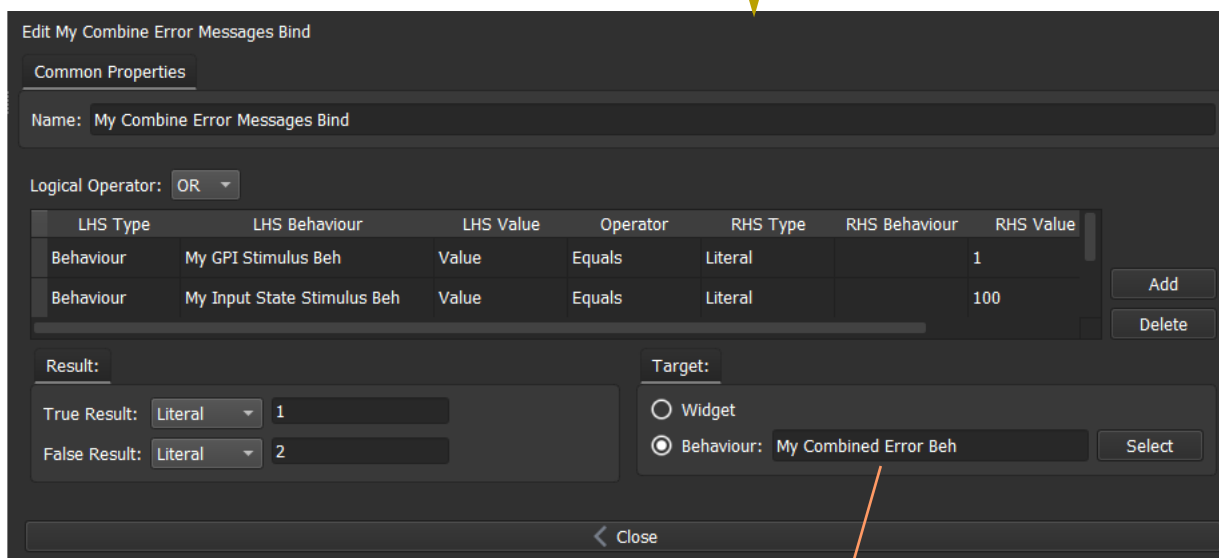 Edit My Combine Error Messages Bind
Common Properties
Name: My Combine Error Messages Bind
Logical Operator: OR
LHS Type LHS Behaviour LHS Value Operator RHS Type RHS Behaviour RHS Value
Behaviour My GPI Stimulus Beh Value Equals Literal 1
Behaviour My Input State Stimulus Beh Value Equals Literal 100
Add
Delete
Result:
True Result: Literal 1
False Result: Literal 2
Target:
Widget
Behaviour: My Combined Error Beh Select
Close